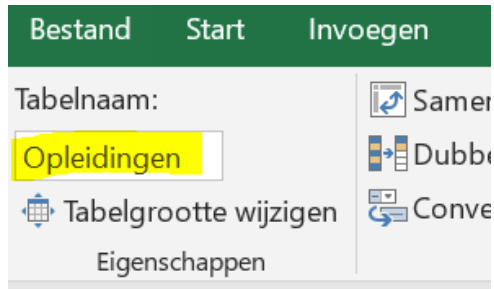 Bestand Start Invoegen
Tabelnaam:
Opleidingen
Tabelgrootte wijzigen
Eigenschappen
Samen
Dubbe
Conve